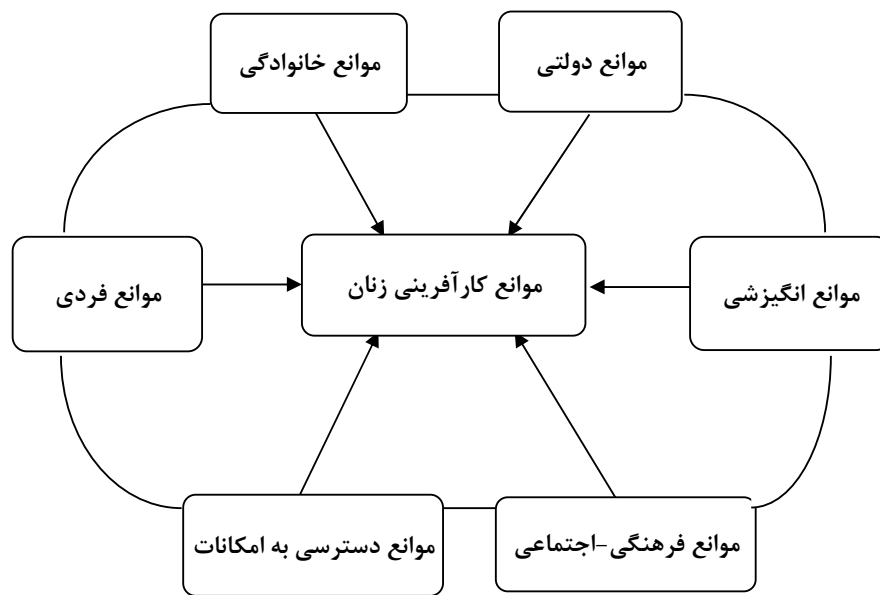 موانع دولتی
موانع خانوادگی
موانع انگیزشی
موانع کارآفرینی زنان
موانع فردی
موانع فرهنگی-اجتماعی
موانع دسترسی به امکانات